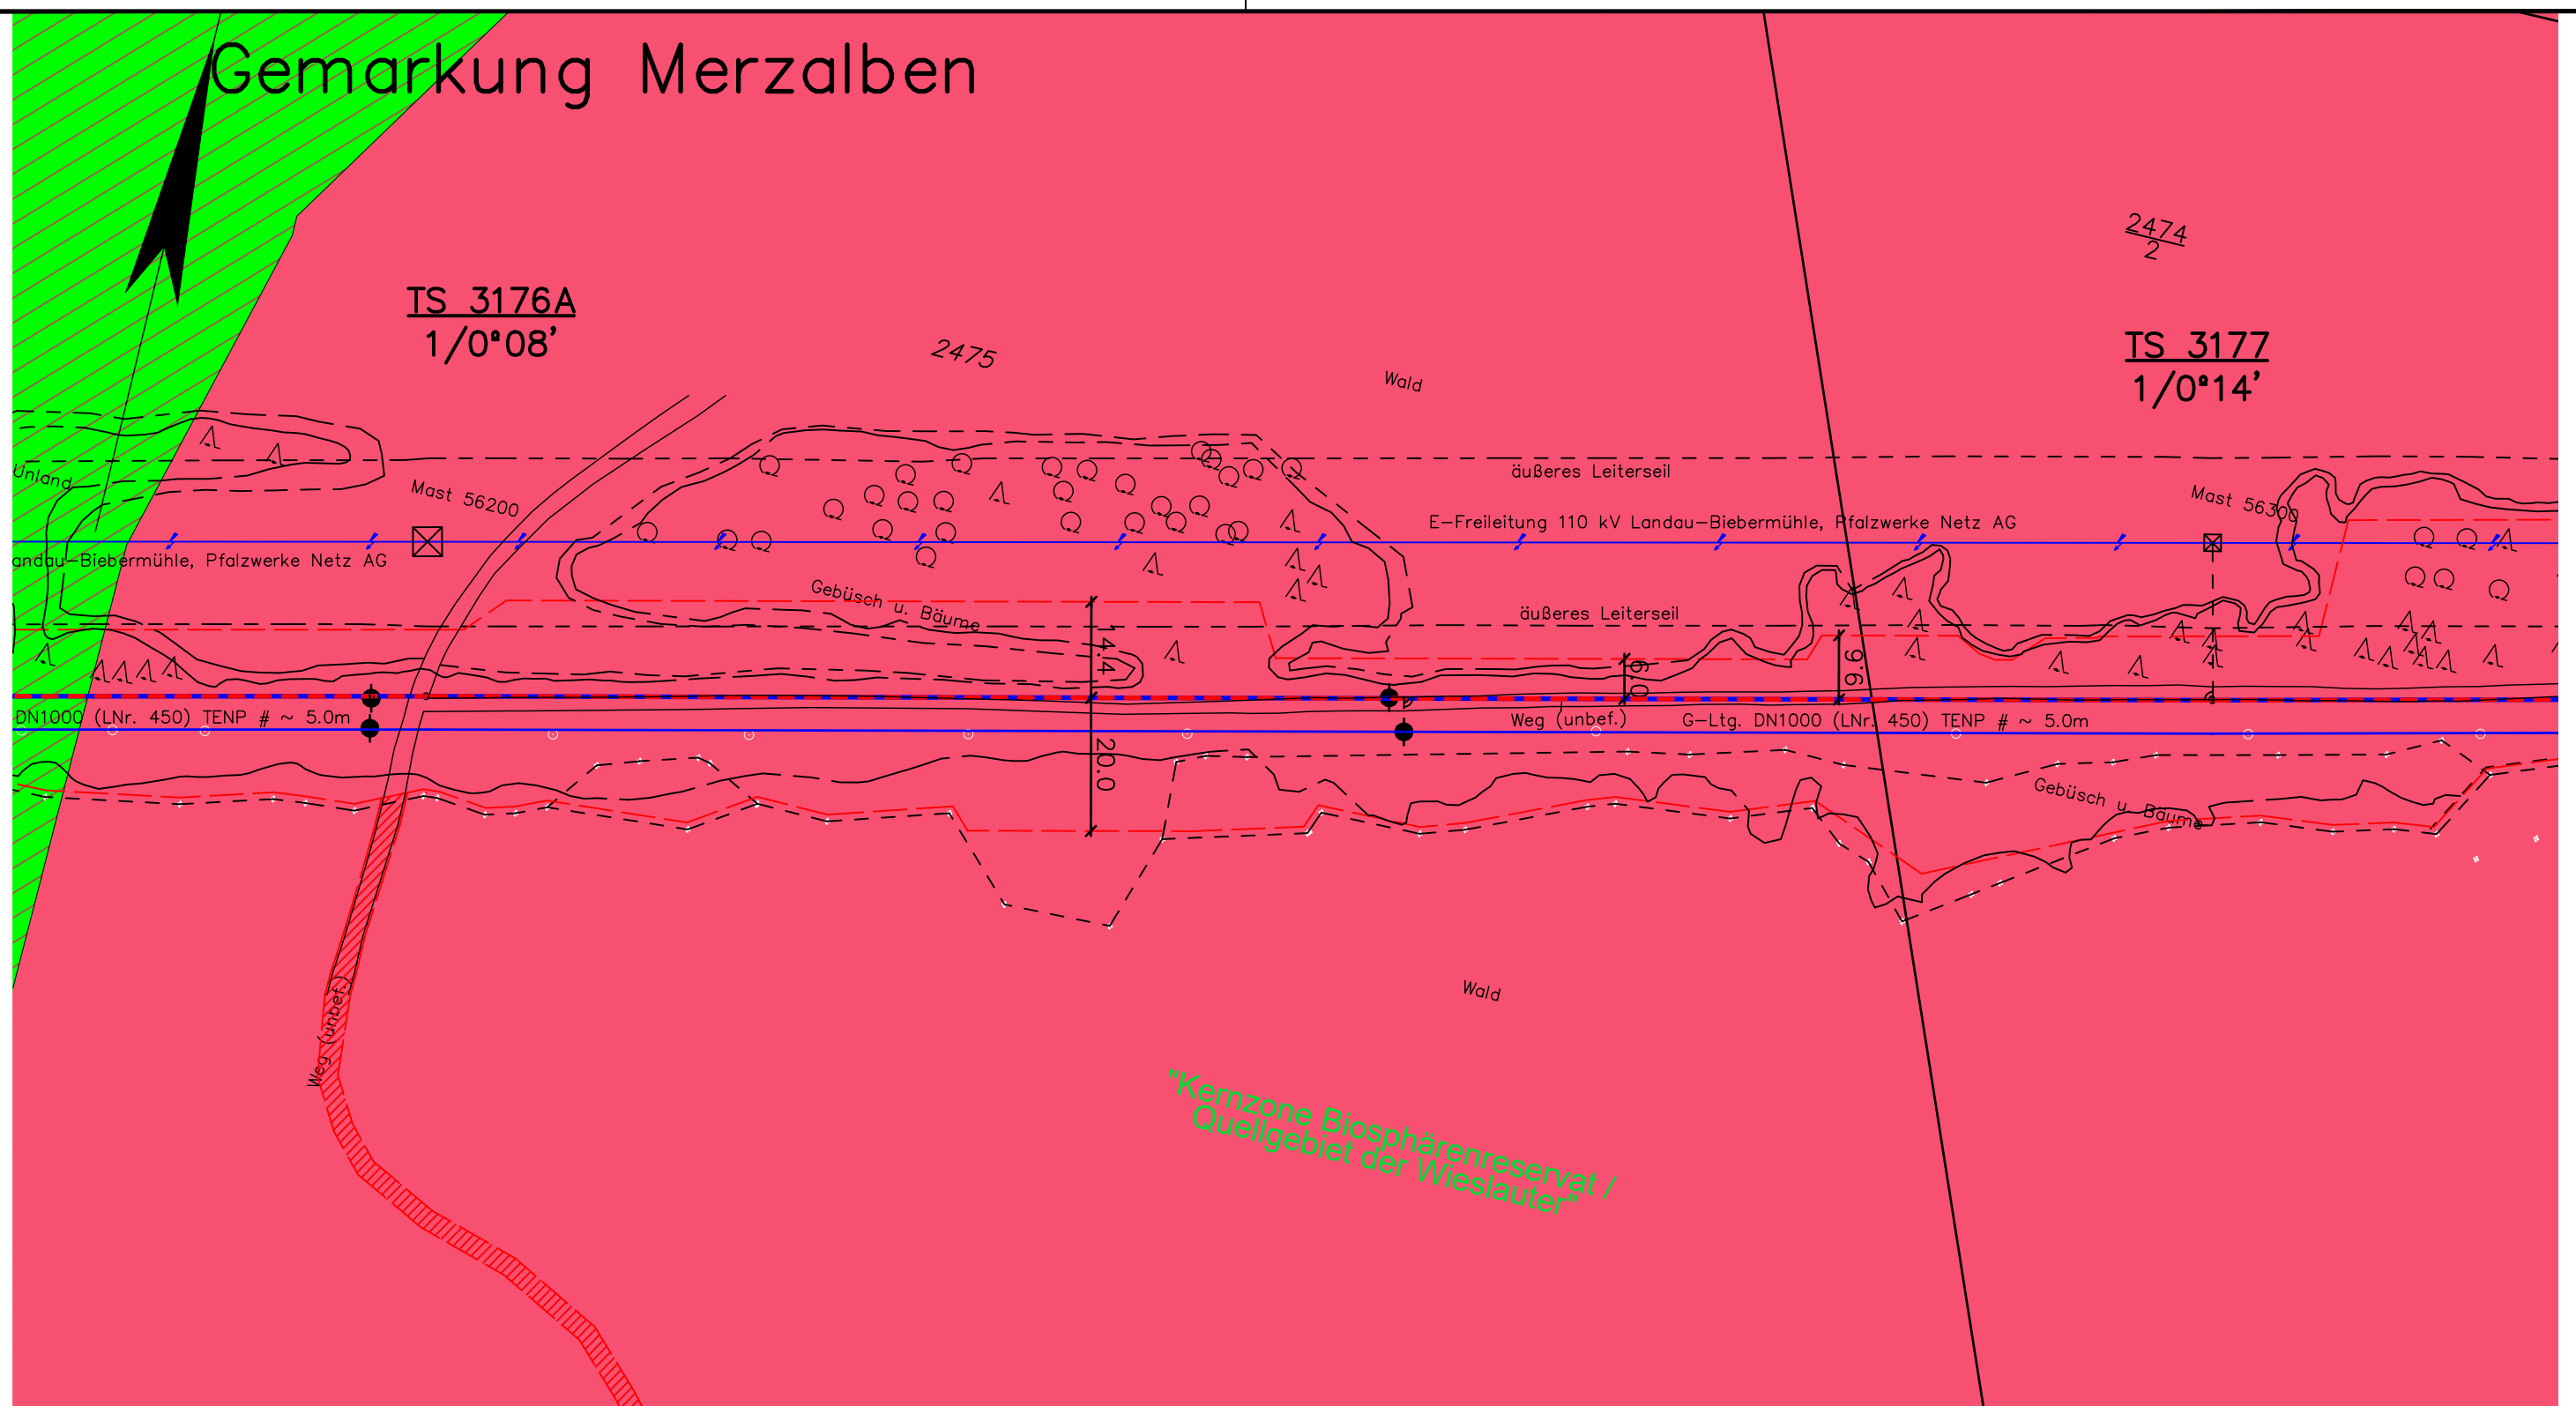 Gemarkung Merzalben
2474
2
TS 3176A
1/0°08'
2475
TS 3177
1/0°14'
Wald
äußeres Leiterseil
Unland
Mast 56200
Mast 56300
E-Freileitung 110 kV Landau-Biebermühle, Pfalzwerke Netz AG
andau-Biebermühle, Pfalzwerke Netz AG
Gebüsch u. Bäume
äußeres Leiterseil
14.4
6.0
9.6
DN1000 (LNr. 450) TENP # ~ 5.0m
Weg (unbef.)
G-Ltg. DN1000 (LNr. 450) TENP # ~ 5.0m
20.0
Gebüsch u. Bäume
Weg (unbef.)
Wald
"Kernzone Biosphärenreservat /
Quellgebiet der Wieslauter"